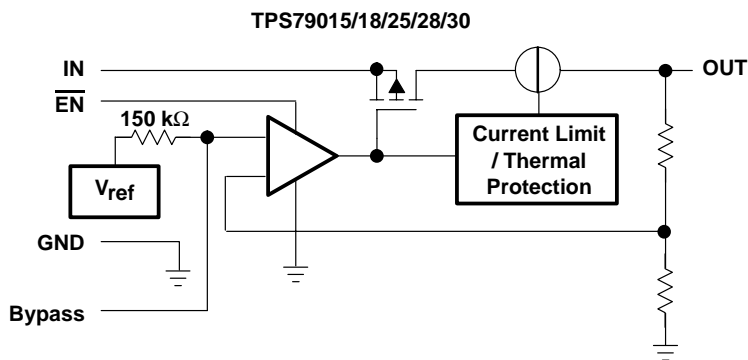 TPS79015/18/25/28/30
IN
OUT
EN
150 kΩ
Current Limit
/ Thermal
Protection
Vref
GND
Bypass